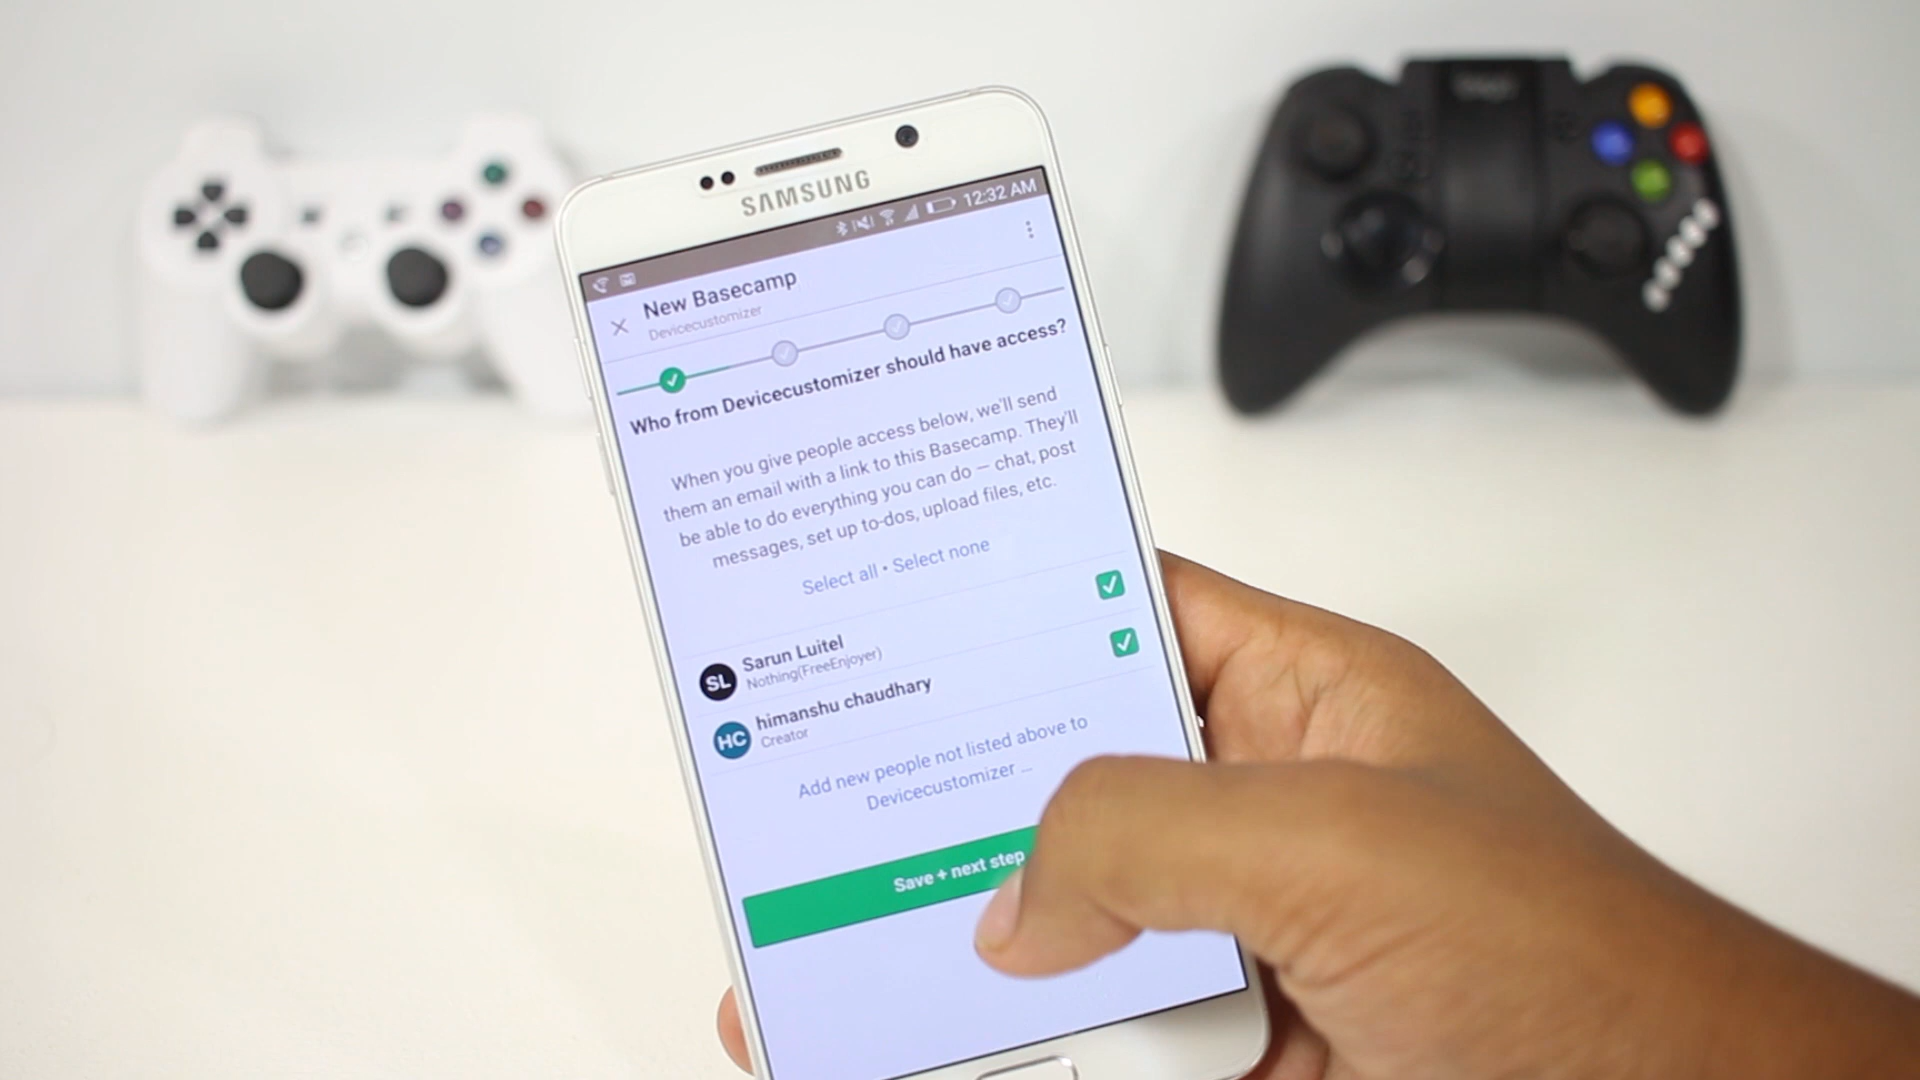 SAMSUNG
12:32 AM
New Basecamp
Devicecustomizer
Who from Devicecustomizer should have access?
When you give people access below, we'll send
them an email with a link to this Basecamp. They'll
be able to do everything you can do — chat, post
messages, set up to-dos, upload files, etc.
Select all • Select none
SL
Sarun Luitel
Nothing(FreeEnjoyer)
HC
himanshu chaudhary
Creator
Add new people not listed above to
Devicecustomizer ...
Save + next step